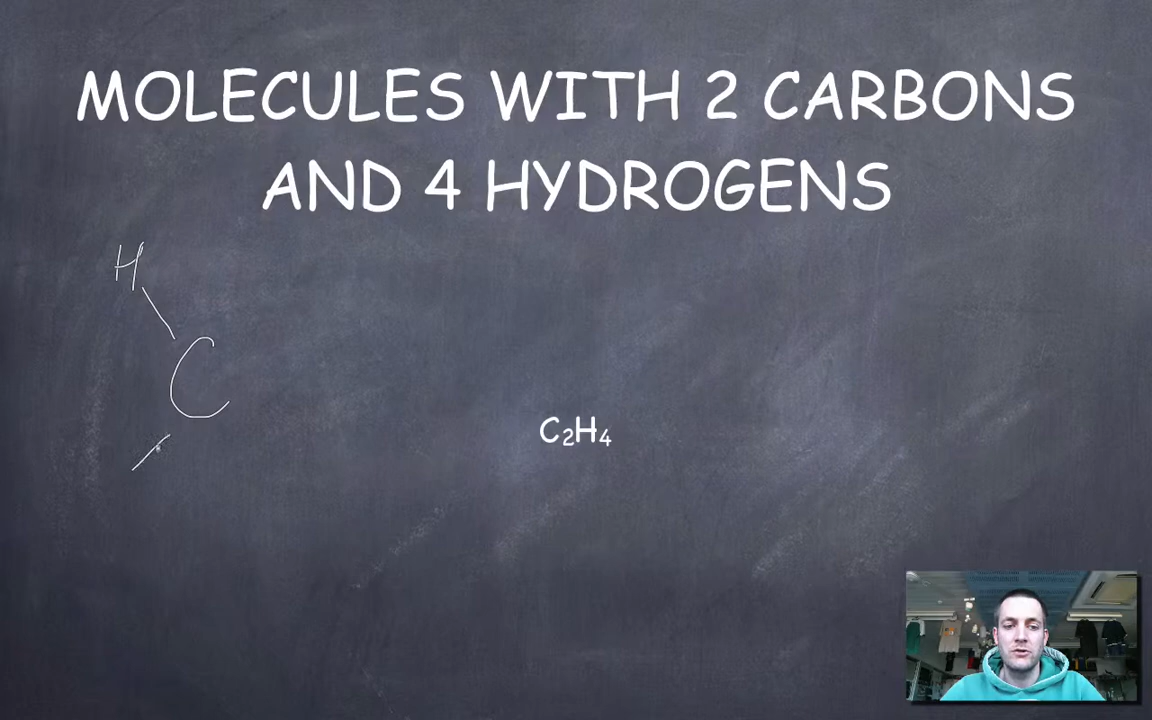 MOLECULES WITH 2 CARBONS
AND 4 HYDROGENS
H
C
C₂H₄